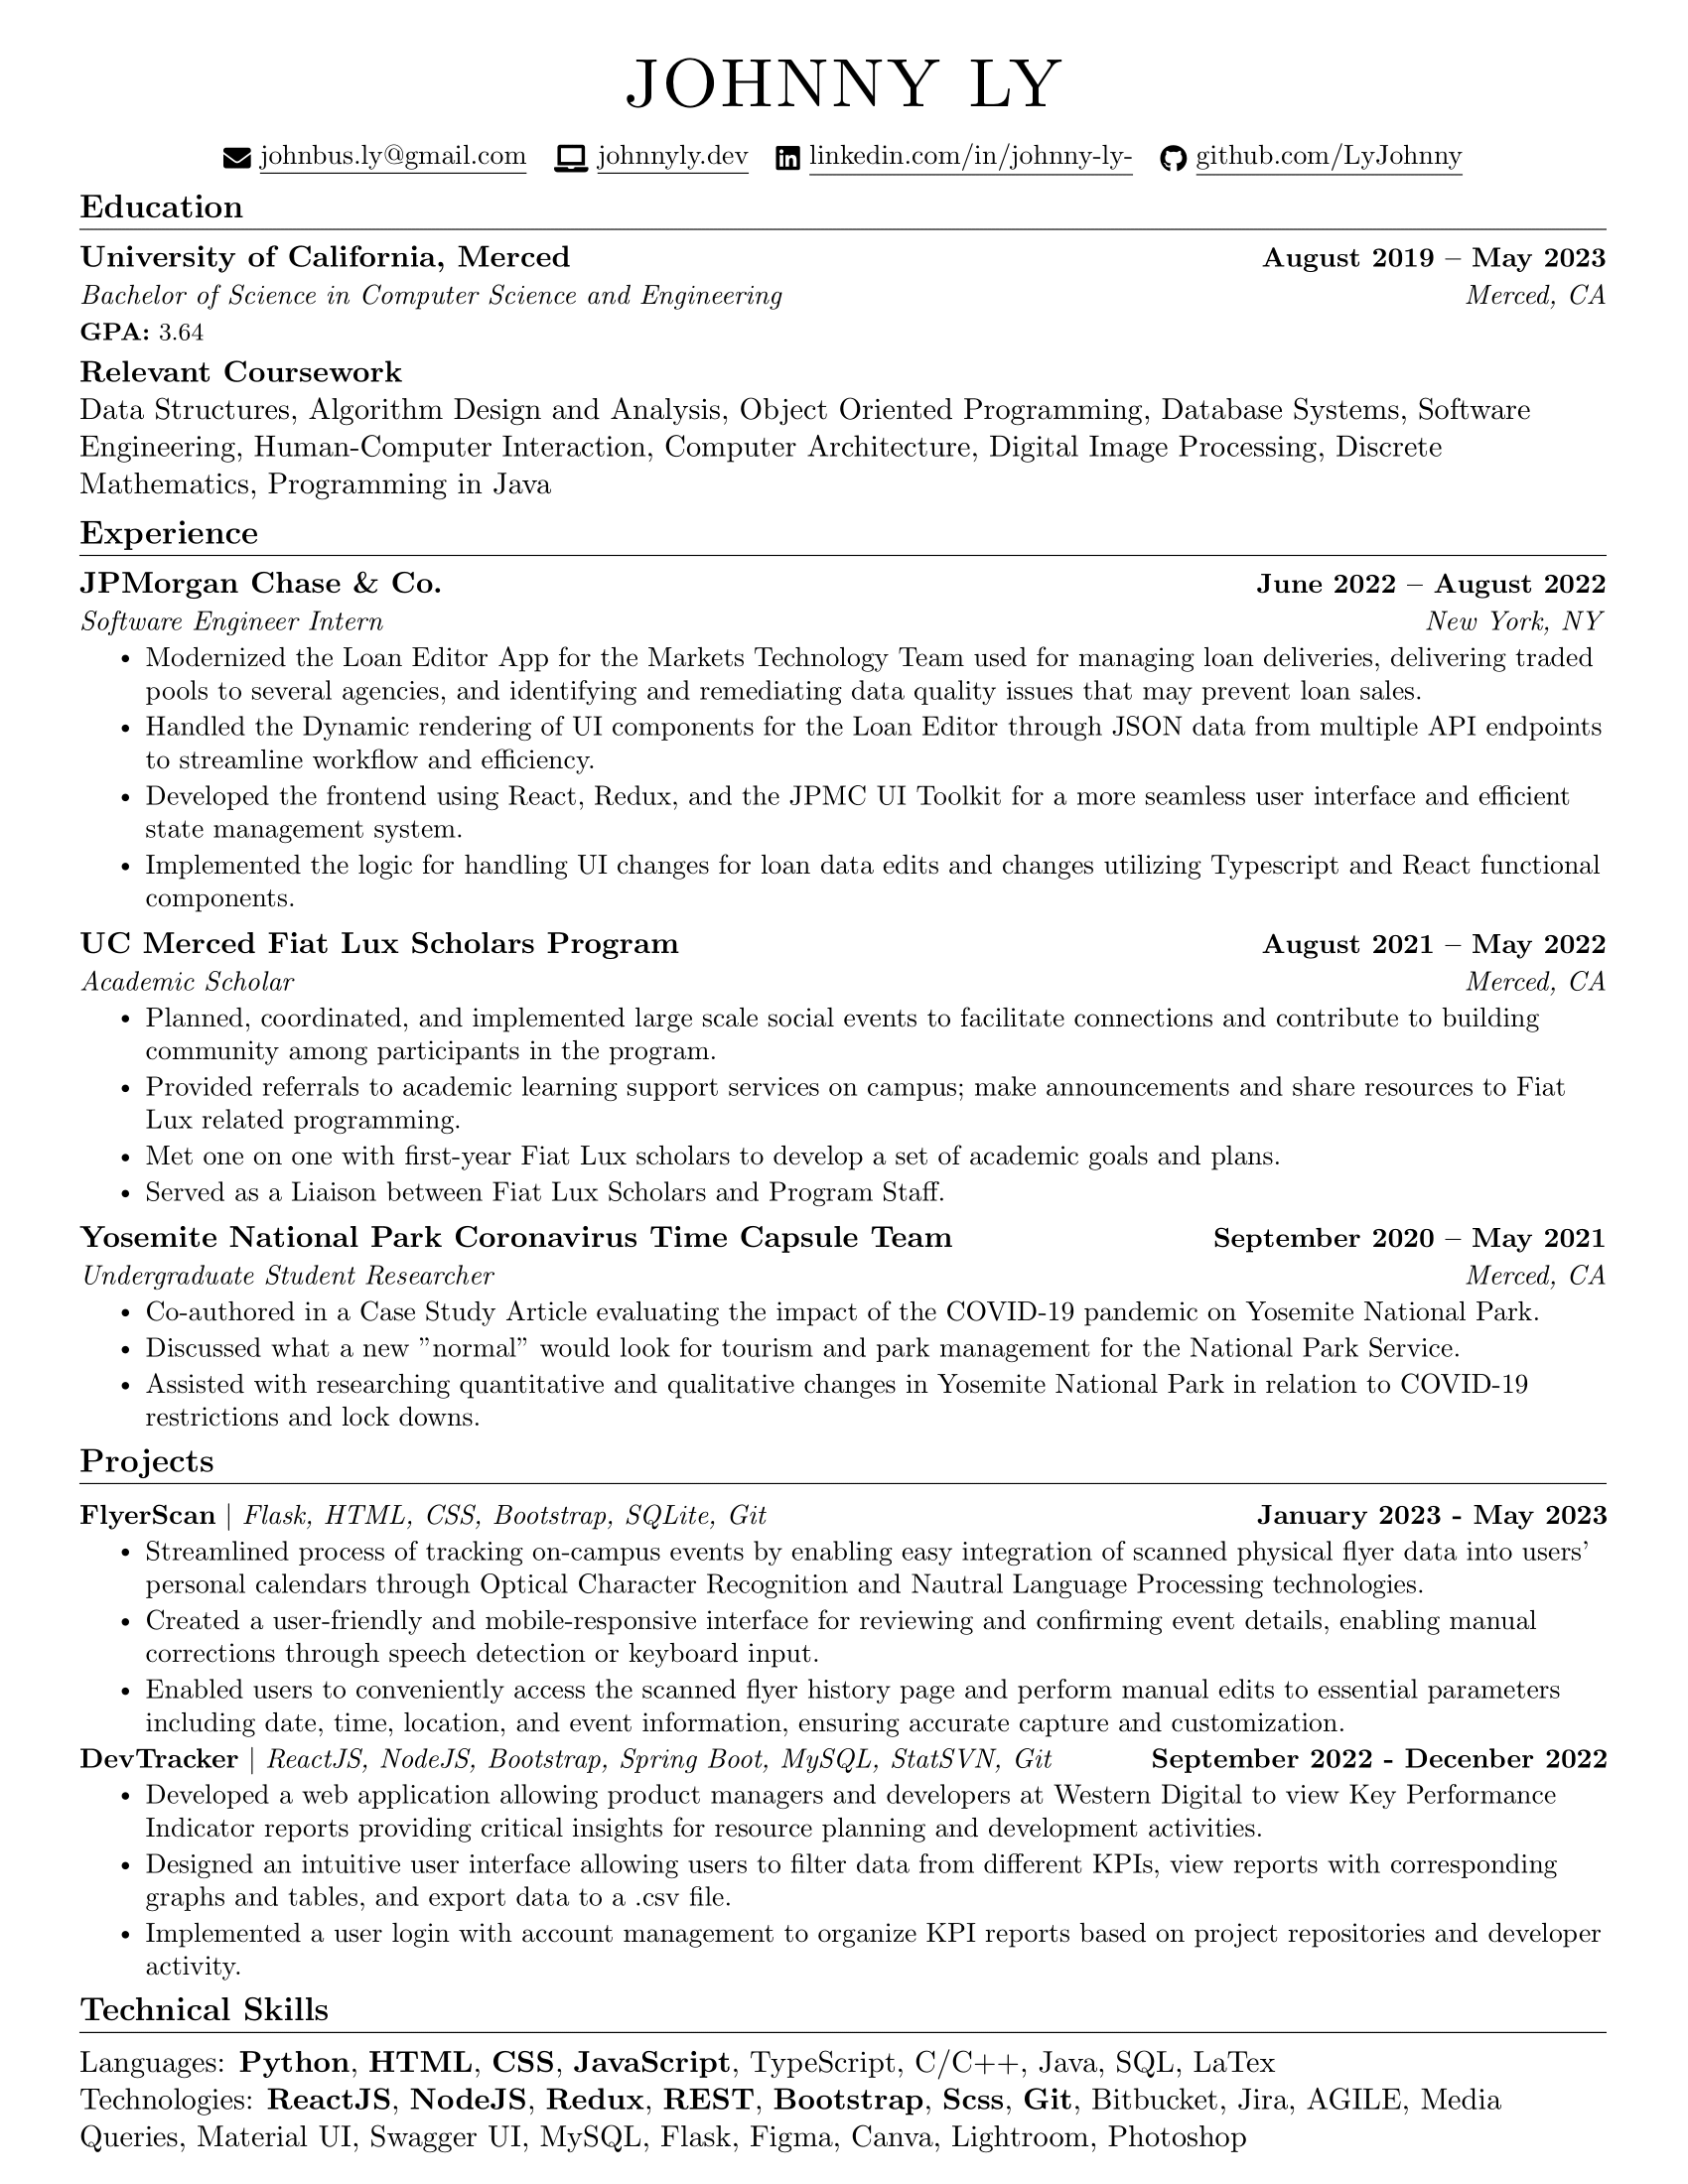 JOHNNY LY
johnbus.ly@gmail.com johnnyly.dev linkedin.com/in/johnny-ly- github.com/LyJohnny
Education
University of California, Merced August 2019 – May 2023
Bachelor of Science in Computer Science and Engineering Merced, CA
GPA: 3.64
Relevant Coursework
Data Structures, Algorithm Design and Analysis, Object Oriented Programming, Database Systems, Software
Engineering, Human-Computer Interaction, Computer Architecture, Digital Image Processing, Discrete
Mathematics, Programming in Java
Experience
JPMorgan Chase & Co. June 2022 – August 2022
Software Engineer Intern New York, NY
• Modernized the Loan Editor App for the Markets Technology Team used for managing loan deliveries, delivering traded
pools to several agencies, and identifying and remediating data quality issues that may prevent loan sales.
• Handled the Dynamic rendering of UI components for the Loan Editor through JSON data from multiple API endpoints
to streamline workflow and efficiency.
• Developed the frontend using React, Redux, and the JPMC UI Toolkit for a more seamless user interface and efficient
state management system.
• Implemented the logic for handling UI changes for loan data edits and changes utilizing Typescript and React functional
components.
UC Merced Fiat Lux Scholars Program August 2021 – May 2022
Academic Scholar Merced, CA
• Planned, coordinated, and implemented large scale social events to facilitate connections and contribute to building
community among participants in the program.
• Provided referrals to academic learning support services on campus; make announcements and share resources to Fiat
Lux related programming.
• Met one on one with first-year Fiat Lux scholars to develop a set of academic goals and plans.
• Served as a Liaison between Fiat Lux Scholars and Program Staff.
Yosemite National Park Coronavirus Time Capsule Team September 2020 – May 2021
Undergraduate Student Researcher Merced, CA
• Co-authored in a Case Study Article evaluating the impact of the COVID-19 pandemic on Yosemite National Park.
• Discussed what a new ”normal” would look for tourism and park management for the National Park Service.
• Assisted with researching quantitative and qualitative changes in Yosemite National Park in relation to COVID-19
restrictions and lock downs.
Projects
FlyerScan | Flask, HTML, CSS, Bootstrap, SQLite, Git January 2023 - May 2023
• Streamlined process of tracking on-campus events by enabling easy integration of scanned physical flyer data into users’
personal calendars through Optical Character Recognition and Nautral Language Processing technologies.
• Created a user-friendly and mobile-responsive interface for reviewing and confirming event details, enabling manual
corrections through speech detection or keyboard input.
• Enabled users to conveniently access the scanned flyer history page and perform manual edits to essential parameters
including date, time, location, and event information, ensuring accurate capture and customization.
DevTracker | ReactJS, NodeJS, Bootstrap, Spring Boot, MySQL, StatSVN, Git September 2022 - Decenber 2022
• Developed a web application allowing product managers and developers at Western Digital to view Key Performance
Indicator reports providing critical insights for resource planning and development activities.
• Designed an intuitive user interface allowing users to filter data from different KPIs, view reports with corresponding
graphs and tables, and export data to a .csv file.
• Implemented a user login with account management to organize KPI reports based on project repositories and developer
activity.
Technical Skills
Languages: Python, HTML, CSS, JavaScript, TypeScript, C/C++, Java, SQL, LaTex
Technologies: ReactJS, NodeJS, Redux, REST, Bootstrap, Scss, Git, Bitbucket, Jira, AGILE, Media
Queries, Material UI, Swagger UI, MySQL, Flask, Figma, Canva, Lightroom, Photoshop